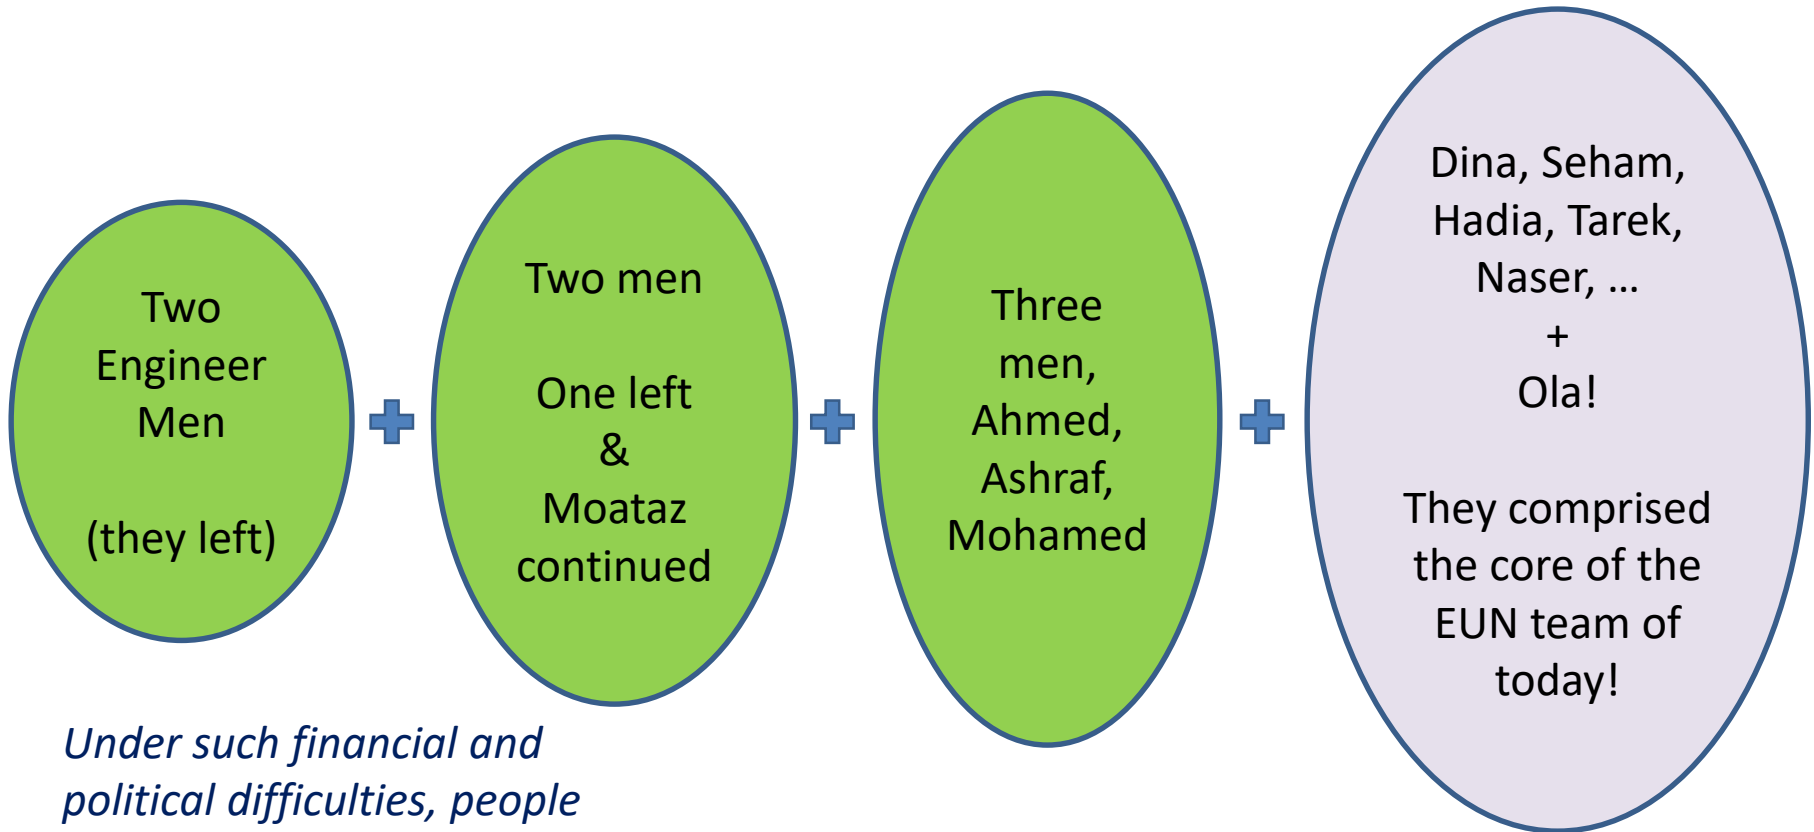 Two
Engineer
Men
(they left)
Two men
One left
&
Moataz
continued
Three
men,
Ahmed,
Ashraf,
Mohamed
Dina, Seham,
Hadia, Tarek,
Naser, …
+
Ola!
They comprised
the core of the
EUN team of
today!
Under such financial and
political difficulties, people